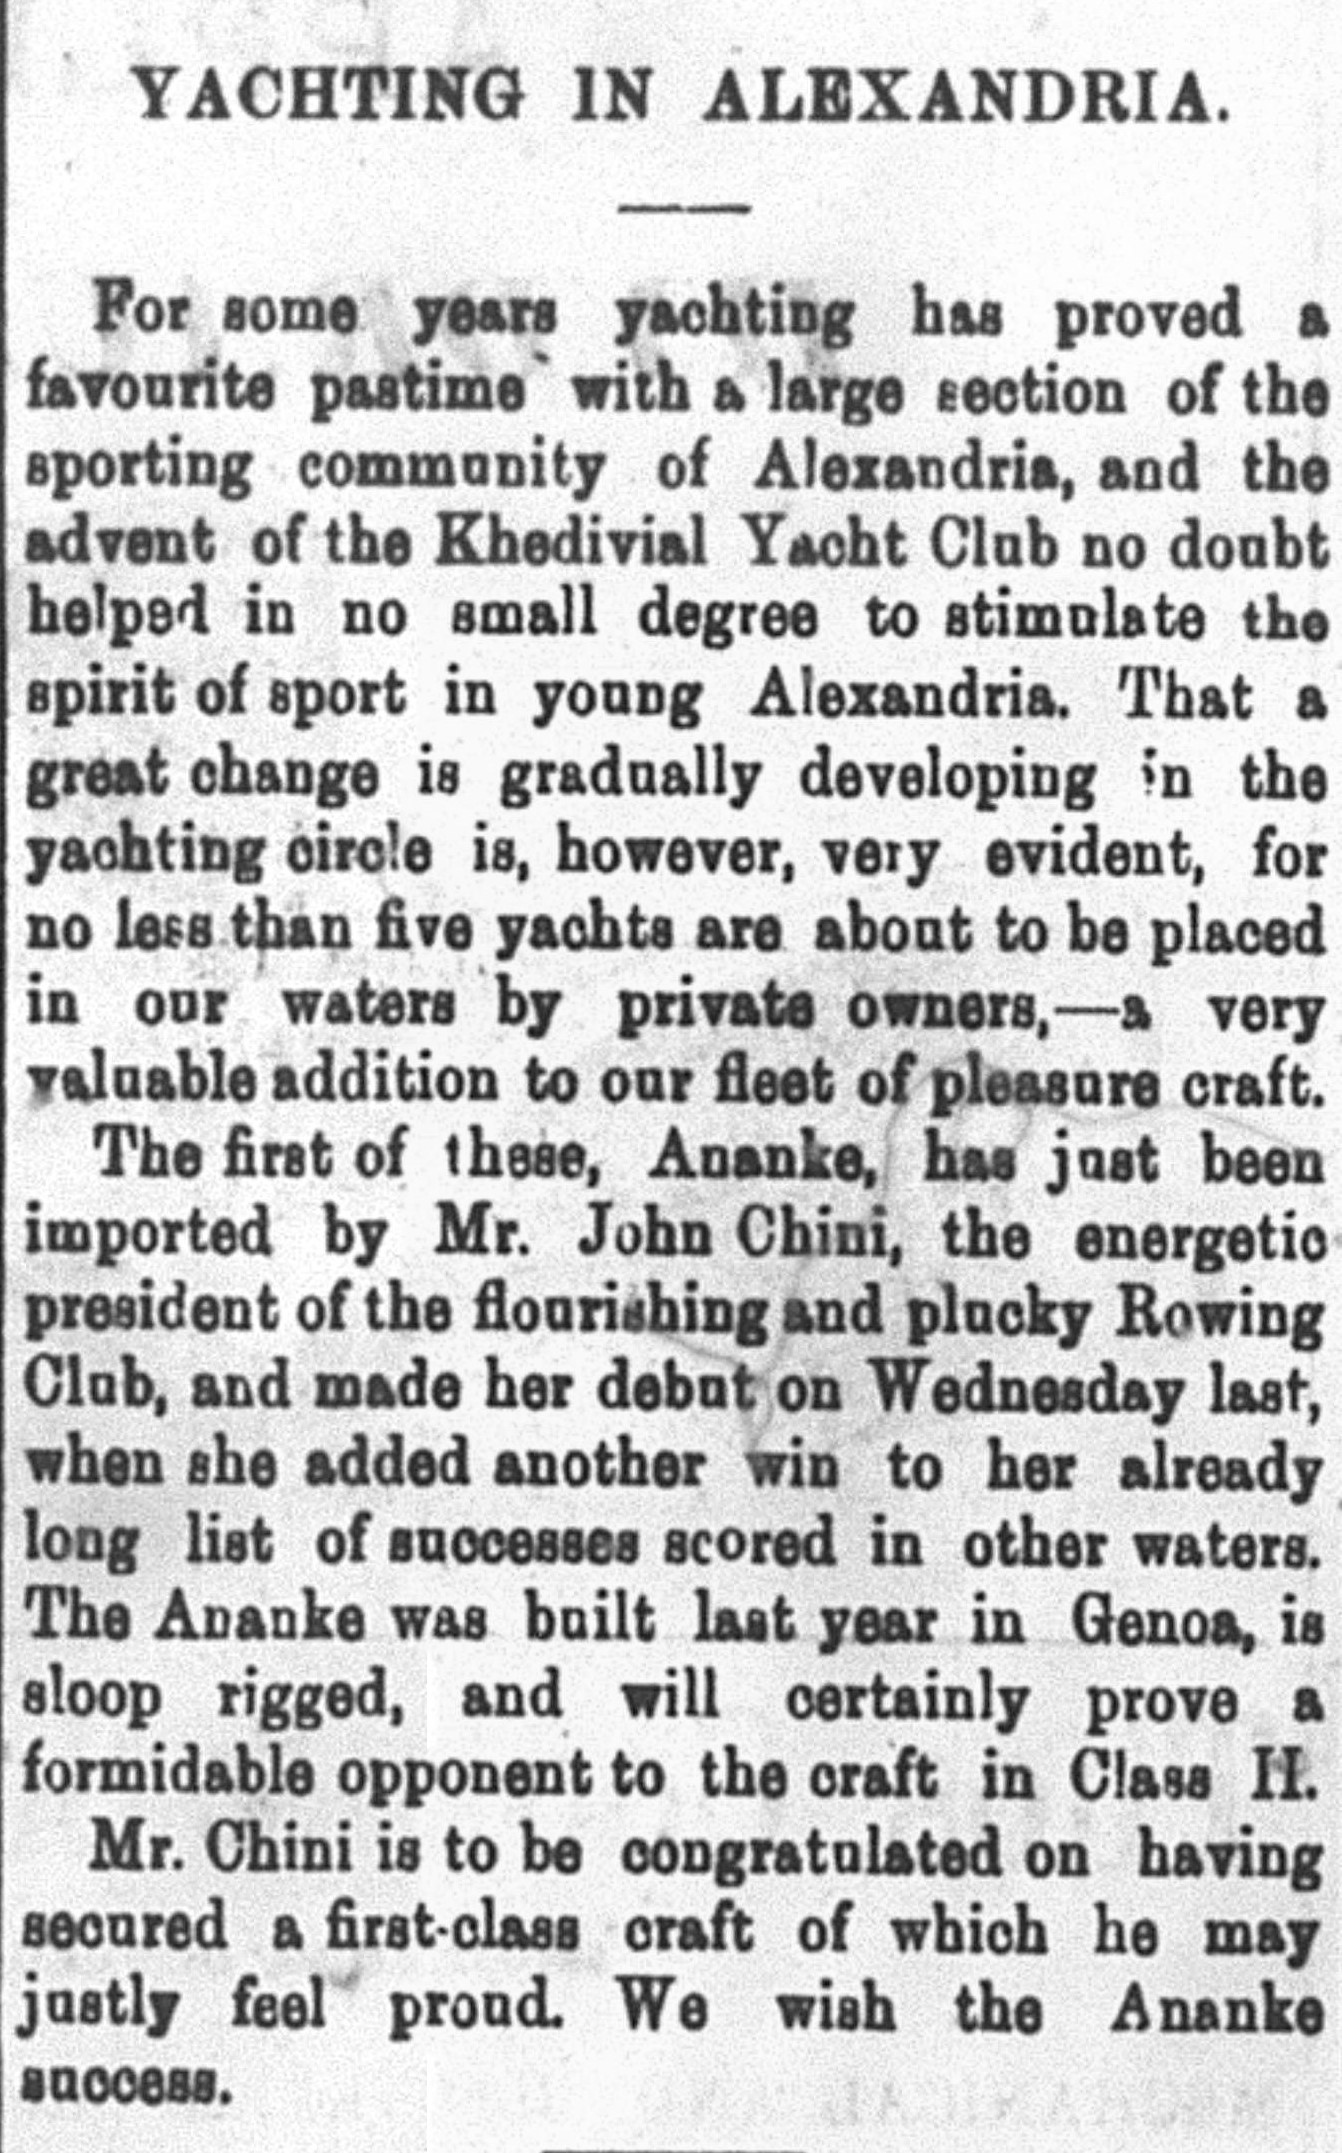 YACHTING IN ALEXANDRIA.
For some years yachting has proved a
favourite pastime with a large section of the
sporting community of Alexandria, and the
advent of the Khedivial Yacht Club no doubt
helped in no small degree to stimulate the
spirit of sport in young Alexandria. That a
great change is gradually developing in the
yachting circle is, however, very evident, for
no less than five yachts are about to be placed
in our waters by private owners,—a very
valuable addition to our fleet of pleasure craft.
The first of these, Ananke, has just been
imported by Mr. John Chini, the energetic
president of the flourishing and plucky Rowing
Club, and made her debut on Wednesday last,
when she added another win to her already
long list of successes scored in other waters.
The Ananke was built last year in Genoa, is
sloop rigged, and will certainly prove a
formidable opponent to the craft in Class II.
Mr. Chini is to be congratulated on having
secured a first-class craft of which he may
justly feel proud. We wish the Ananke
success.